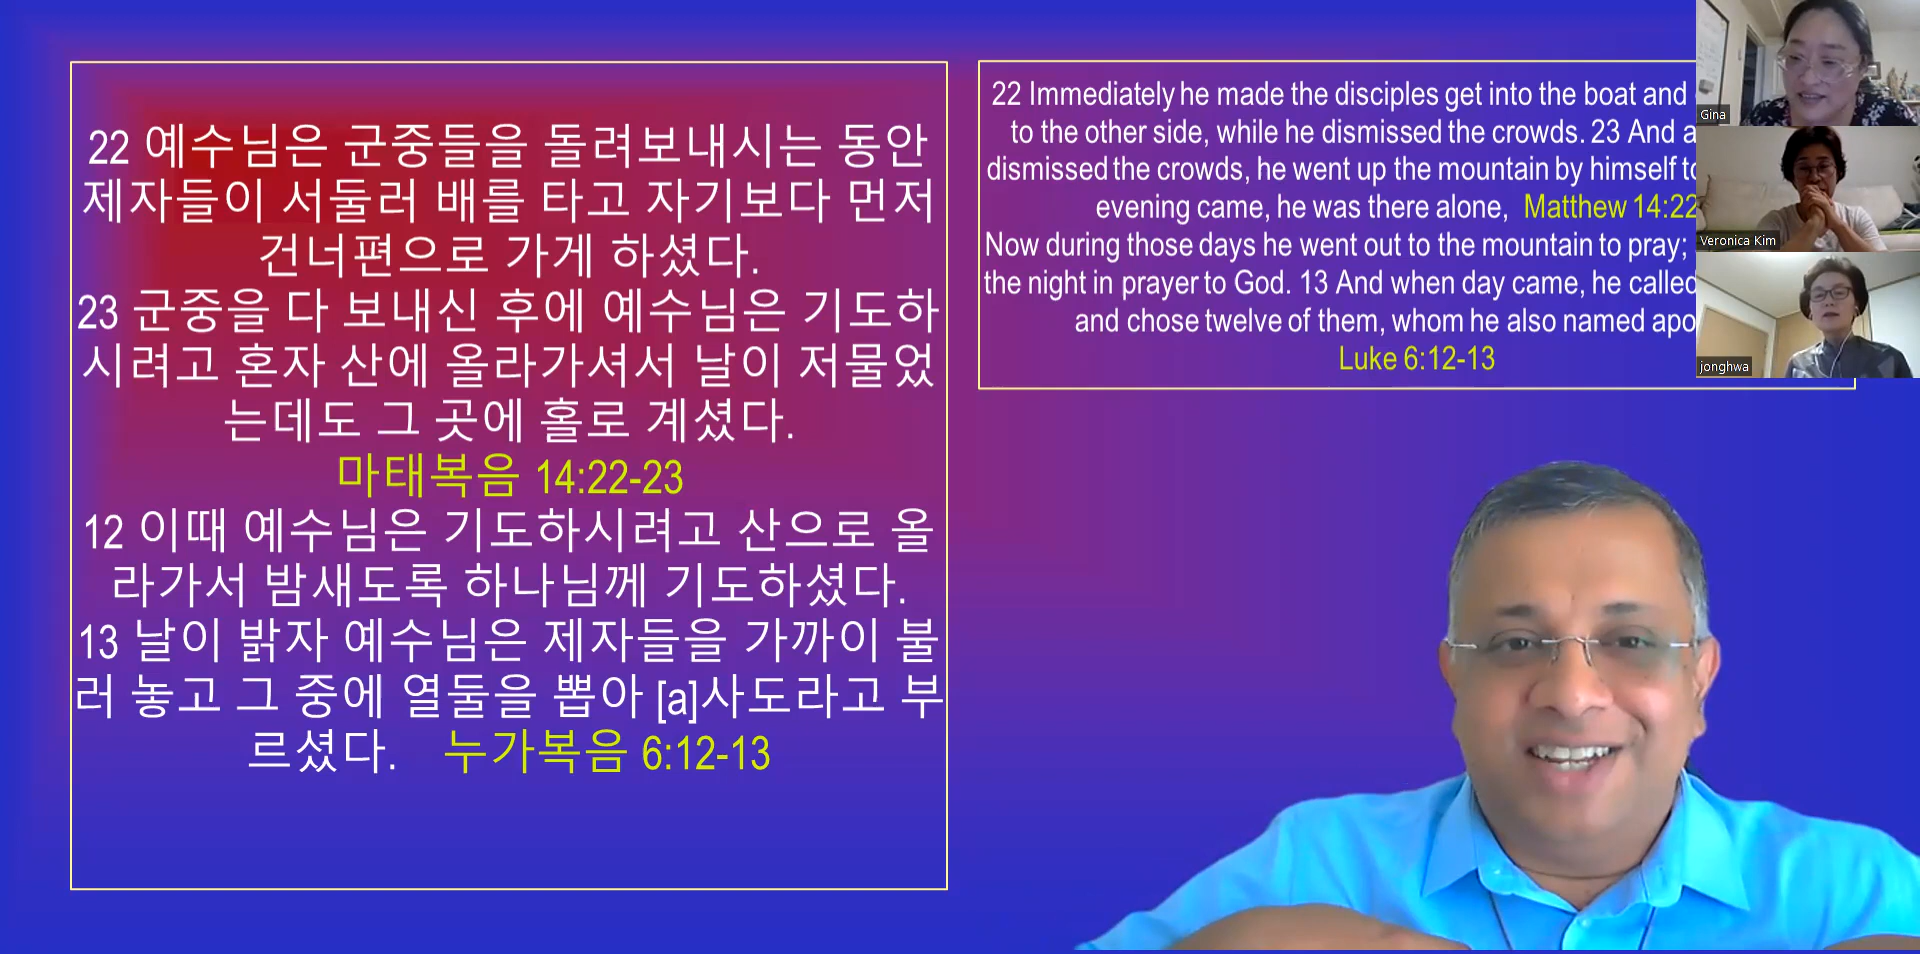 22 예수님은 군중들을 돌려보내시는 동안
제자들이 서둘러 배를 타고 자기보다 먼저
건너편으로 가게 하셨다.
23 군중을 다 보내신 후에 예수님은 기도하
시려고 혼자 산에 올라가셔서 날이 저물었
는데도 그 곳에 홀로 계셨다.
마태복음 14:22-23
12 이때 예수님은 기도하시려고 산으로 올
라가서 밤새도록 하나님께 기도하셨다.
13 날이 밝자 예수님은 제자들을 가까이 불
러 놓고 그 중에 열둘을 뽑아 [a]사도라고 부
르셨다. 누가복음 6:12-13
22 Immediately he made the disciples get into the boat and
to the other side, while he dismissed the crowds. 23 And a
dismissed the crowds, he went up the mountain by himself to
evening came, he was there alone, Matthew 14:22
Now during those days he went out to the mountain to pray;
the night in prayer to God. 13 And when day came, he called
and chose twelve of them, whom he also named apo
Luke 6:12-13
Gina
Veronica Kim
jonghwa